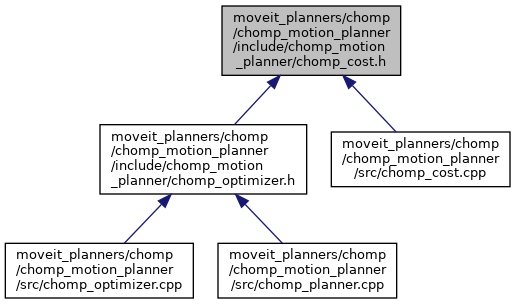 moveit_planners/chomp
/chomp_motion_planner
/include/chomp_motion
_planner/chomp_cost.h
moveit_planners/chomp
/chomp_motion_planner
/include/chomp_motion
_planner/chomp_optimizer.h
moveit_planners/chomp
/chomp_motion_planner
/src/chomp_cost.cpp
moveit_planners/chomp
/chomp_motion_planner
/src/chomp_optimizer.cpp
moveit_planners/chomp
/chomp_motion_planner
/src/chomp_planner.cpp